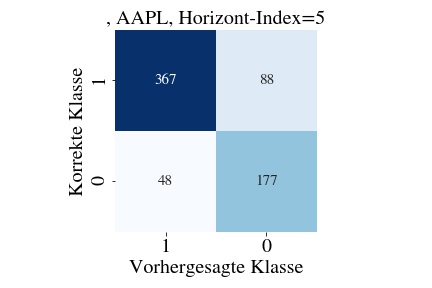 , AAPL, Horizont-Index=5
Korrekte Klasse
1
367
88
0
48
177
1
0
Vorhergesagte Klasse